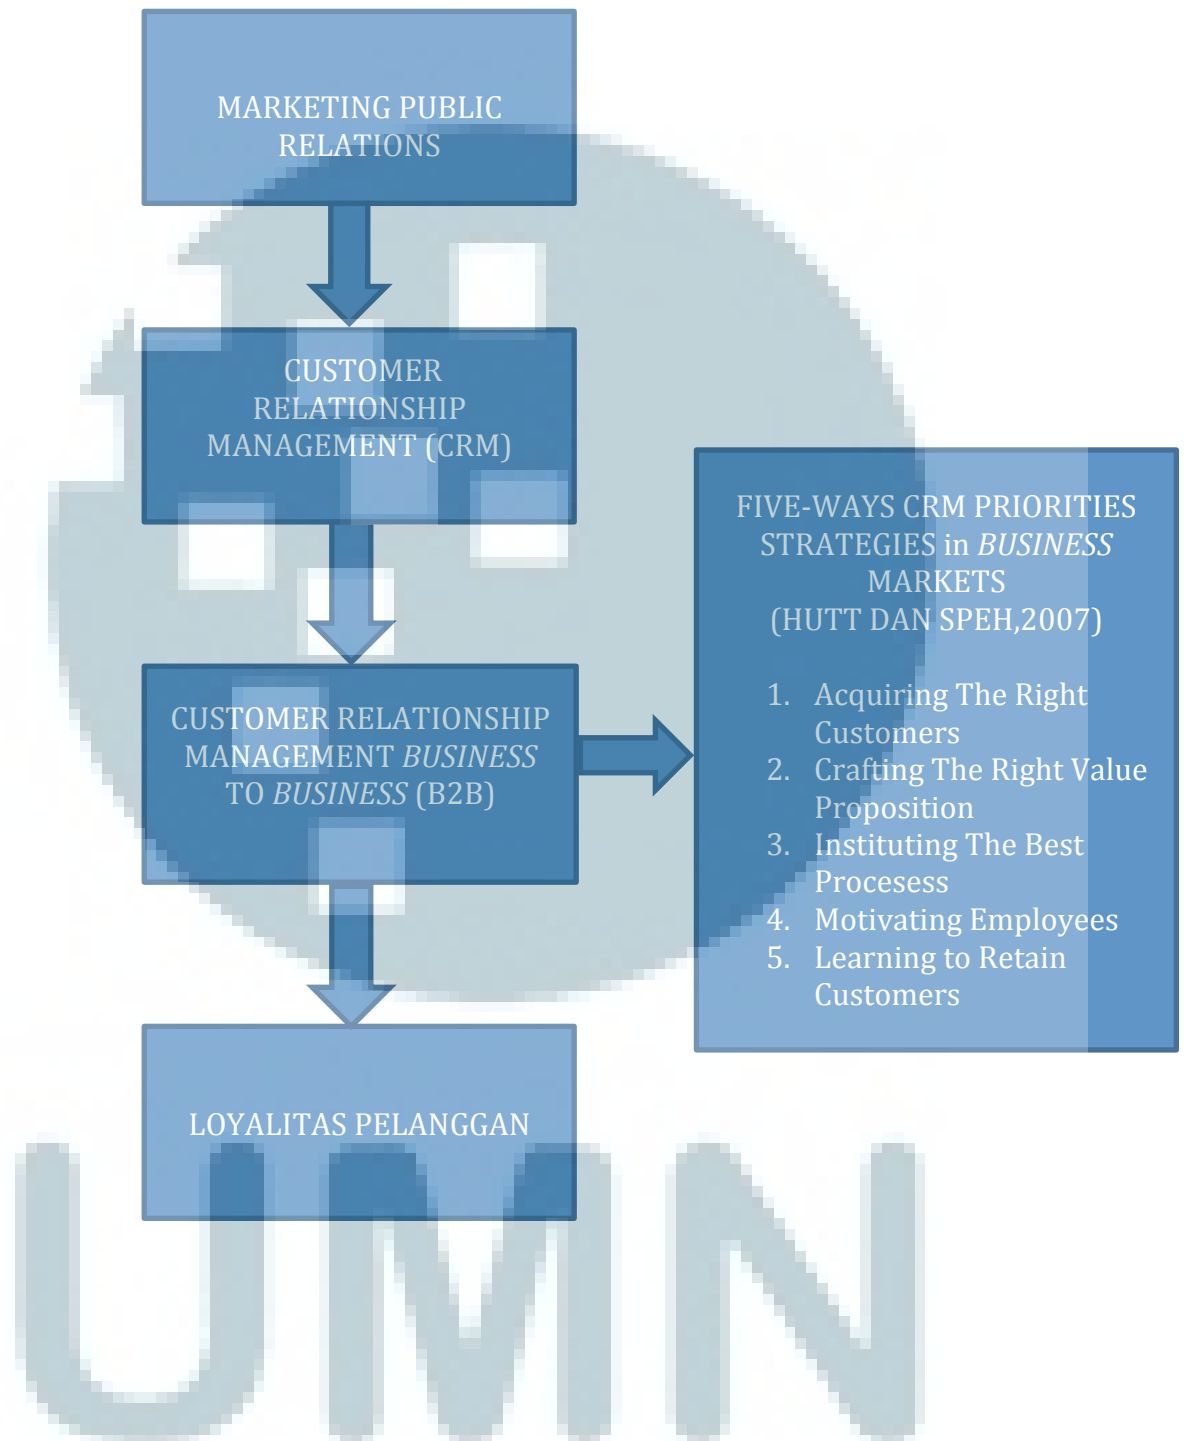 MARKETING PUBLIC
RELATIONS
CUSTOMER
RELATIONSHIP
MANAGEMENT (CRM)
CUSTOMER RELATIONSHIP
MANAGEMENT BUSINESS
TO BUSINESS (B2B)
FIVE-WAYS CRM PRIORITIES
STRATEGIES in BUSINESS
MARKETS
(HUTT DAN SPEH,2007)
1. Acquiring The Right
Customers
2. Crafting The Right Value
Proposition
3. Instituting The Best
Procesess
4. Motivating Employees
5. Learning to Retain
Customers
LOYALITAS PELANGGAN
UMN